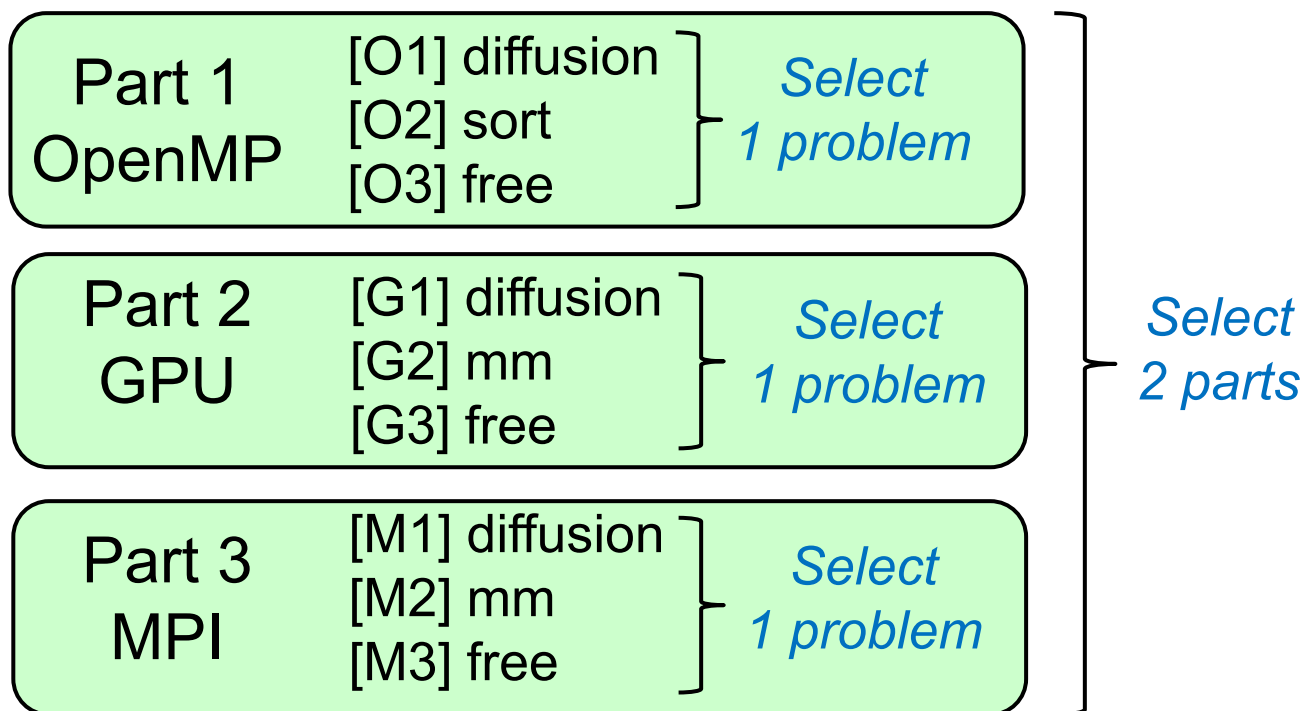 Part 1
OpenMP
[O1] diffusion
[O2] sort
[O3] free
Select
1 problem
Part 2
GPU
[G1] diffusion
[G2] mm
[G3] free
Select
1 problem
Part 3
MPI
[M1] diffusion
[M2] mm
[M3] free
Select
1 problem
Select
2 parts